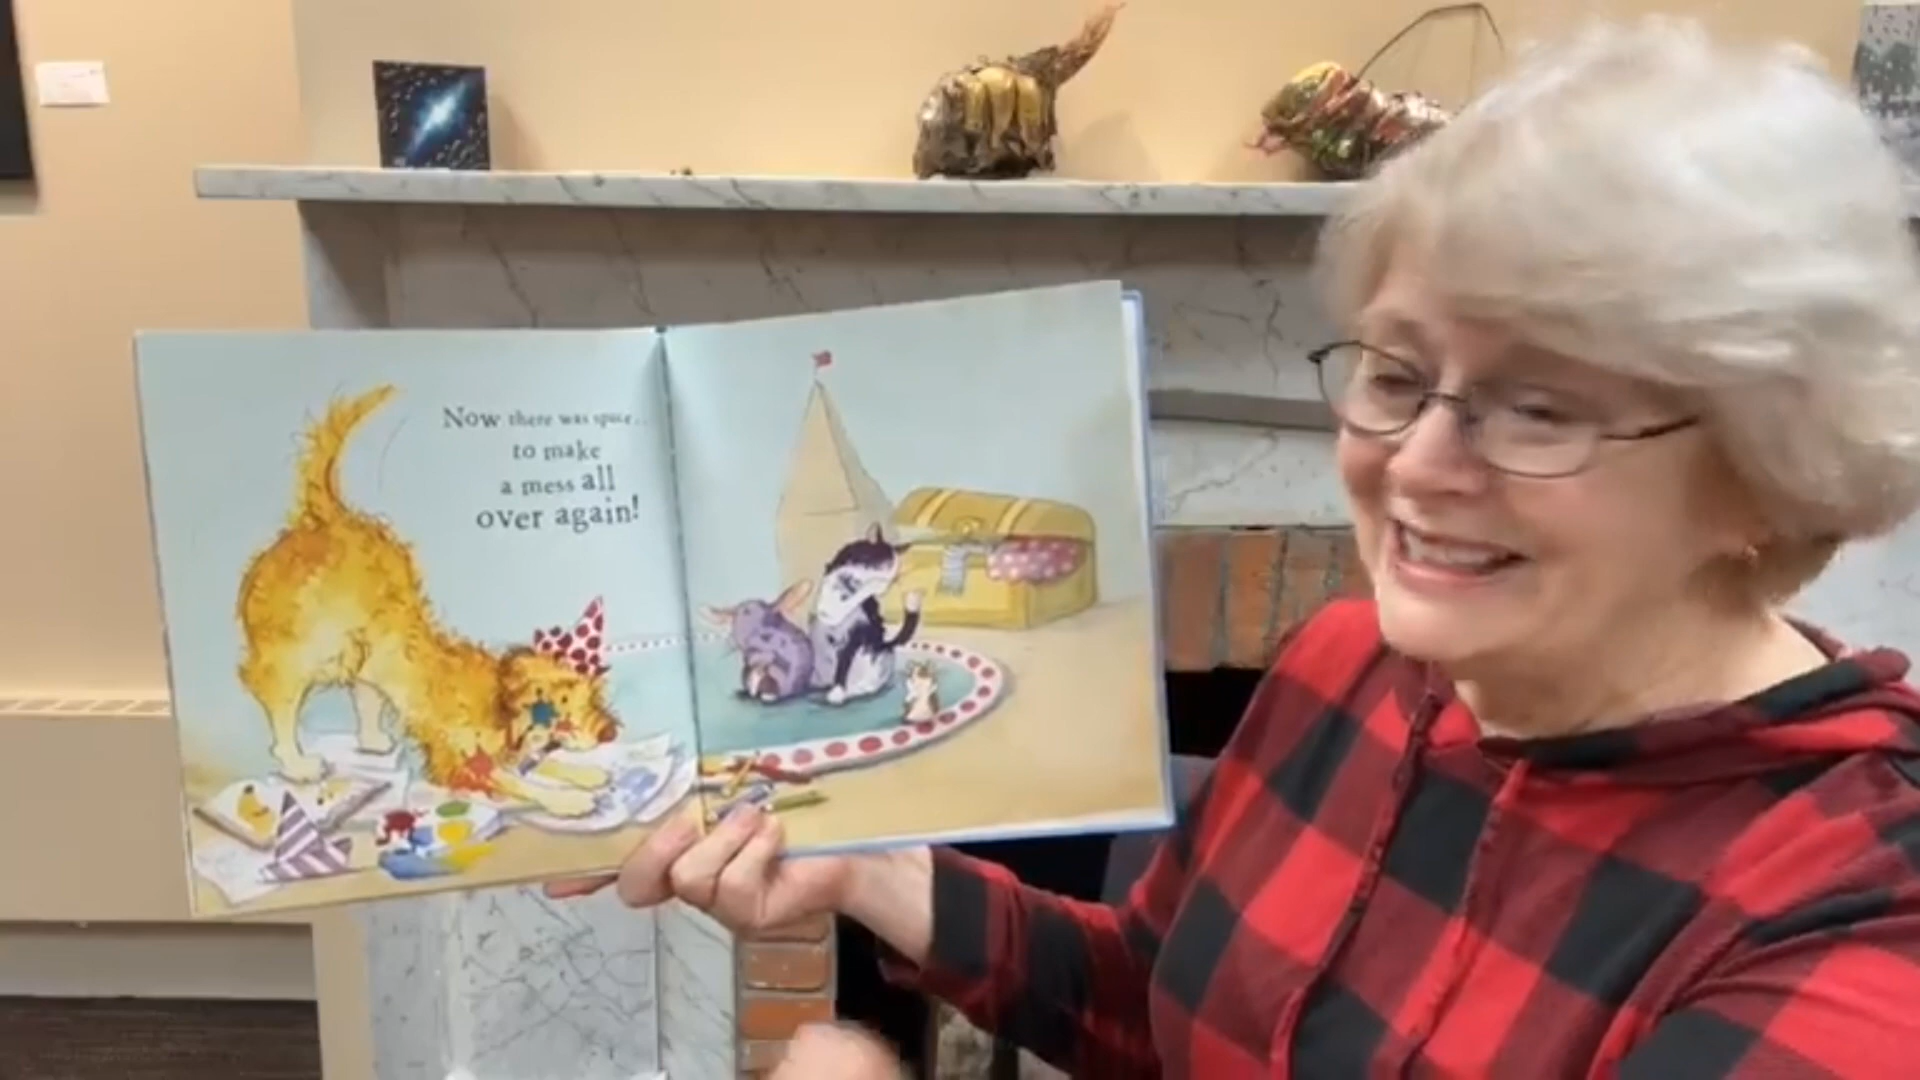 Now there was space...
to make
a mess all
over again!